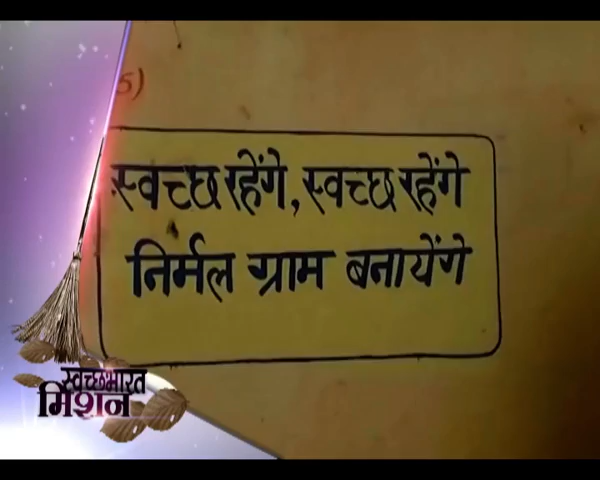 5)
स्वच्छ रहेंगे, स्वच्छ रहेंगे
निर्मल ग्राम बनायेंगे
स्वच्छ भारत
मिशन